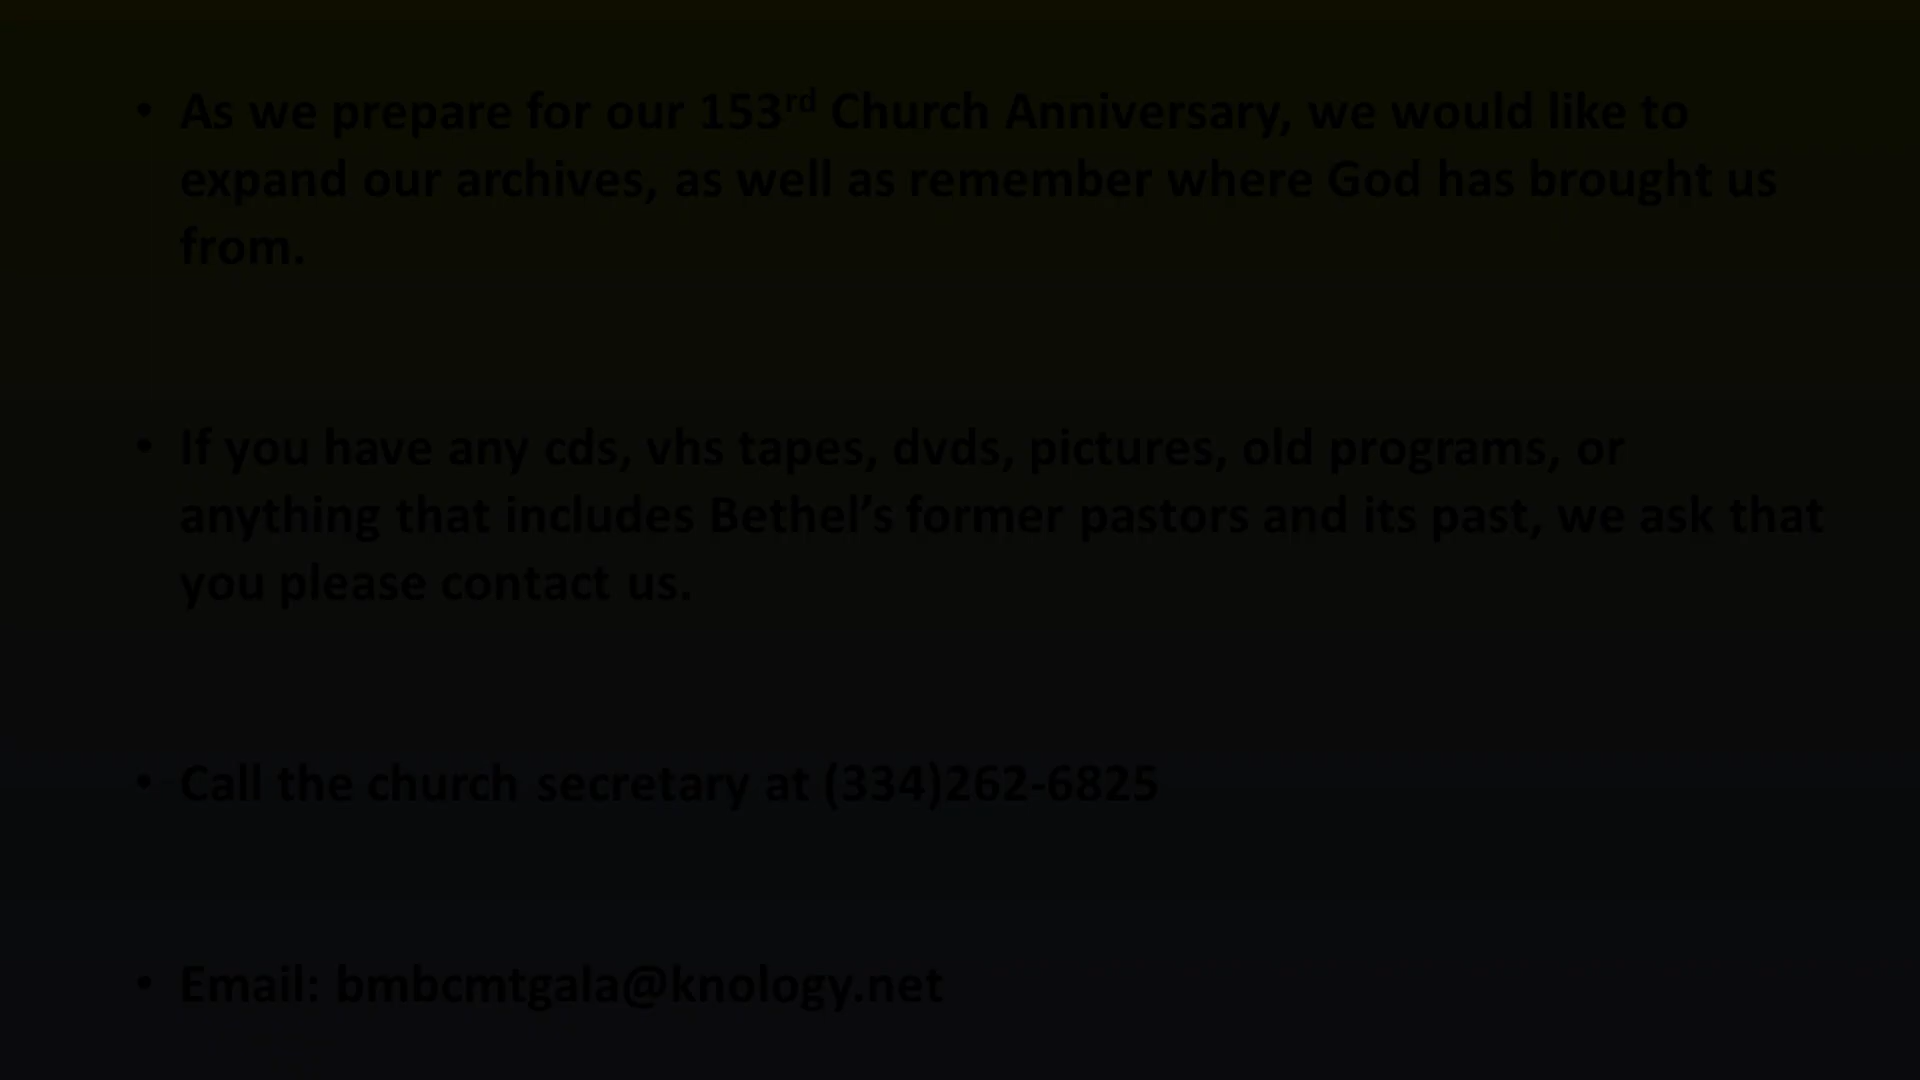 • As we prepare for our 153rd Church Anniversary, we would like to
expand our archives, as well as remember where God has brought us
from.
• If you have any cds, vhs tapes, dvds, pictures, old programs, or
anything that includes Bethel’s former pastors and its past, we ask that
you please contact us.
• Call the church secretary at (334)262-6825
• Email: bmbcmtgala@knology.net